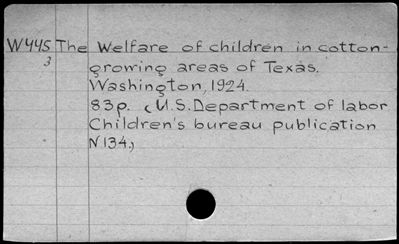 W445 The Welfare of children in cotton-
3 growing areas of Texas.
Washington, 1924.
83p. (U.S. Department of labor
Children's bureau publication
N 134.)